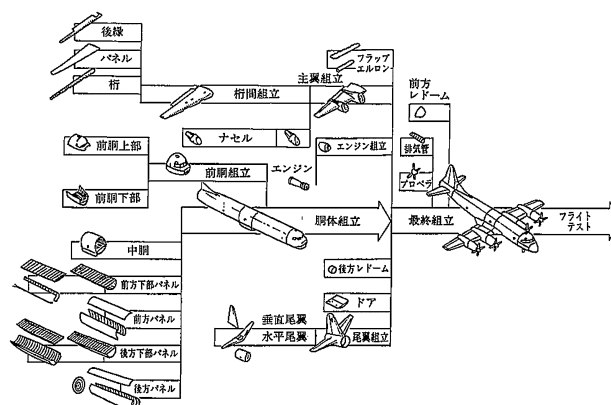 後縁
パネル
桁
桁間組立
ナセル
主翼組立
フラップ
エルロン
前方
レドーム
前胴上部
前胴下部
前胴組立
エンジン
エンジン組立
排気管
プロペラ
中胴
胴体組立
最終組立
フライト
テスト
前方下部パネル
前方パネル
後方下部パネル
後方パネル
後方レドーム
ドア
垂直尾翼
水平尾翼
尾翼組立